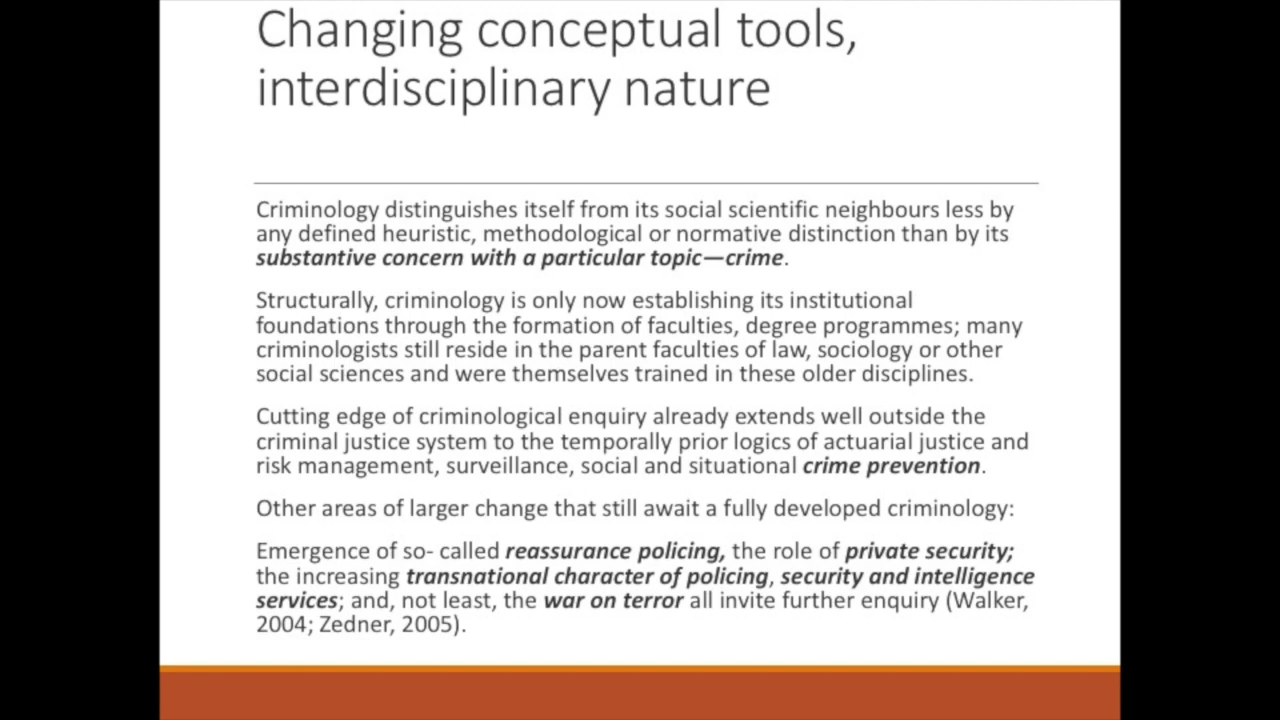 Changing conceptual tools,
interdisciplinary nature
Criminology distinguishes itself from its social scientific neighbours less by
any defined heuristic, methodological or normative distinction than by its
substantive concern with a particular topic—crime.
Structurally, criminology is only now establishing its institutional
foundations through the formation of faculties, degree programmes; many
criminologists still reside in the parent faculties of law, sociology or other
social sciences and were themselves trained in these older disciplines.
Cutting edge of criminological enquiry already extends well outside the
criminal justice system to the temporally prior logics of actuarial justice and
risk management, surveillance, social and situational crime prevention.
Other areas of larger change that still await a fully developed criminology:
Emergence of so- called reassurance policing, the role of private security;
the increasing transnational character of policing, security and intelligence
services; and, not least, the war on terror all invite further enquiry (Walker,
2004; Zedner, 2005).